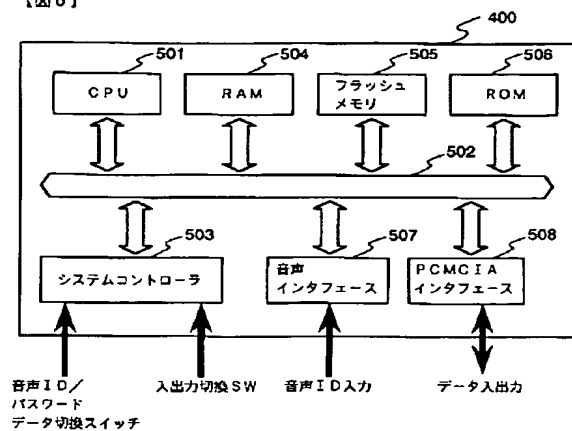 【図6】
400
501
504
505
506
CPU
RAM
フラッシュ
メモリ
ROM
502
503
507
508
システムコントローラ
音声
インタフェース
PCMCIA
インタフェース
音声ID/
パスワード
データ切換スイッチ
入出力切換SW
音声ID入力
データ入出力